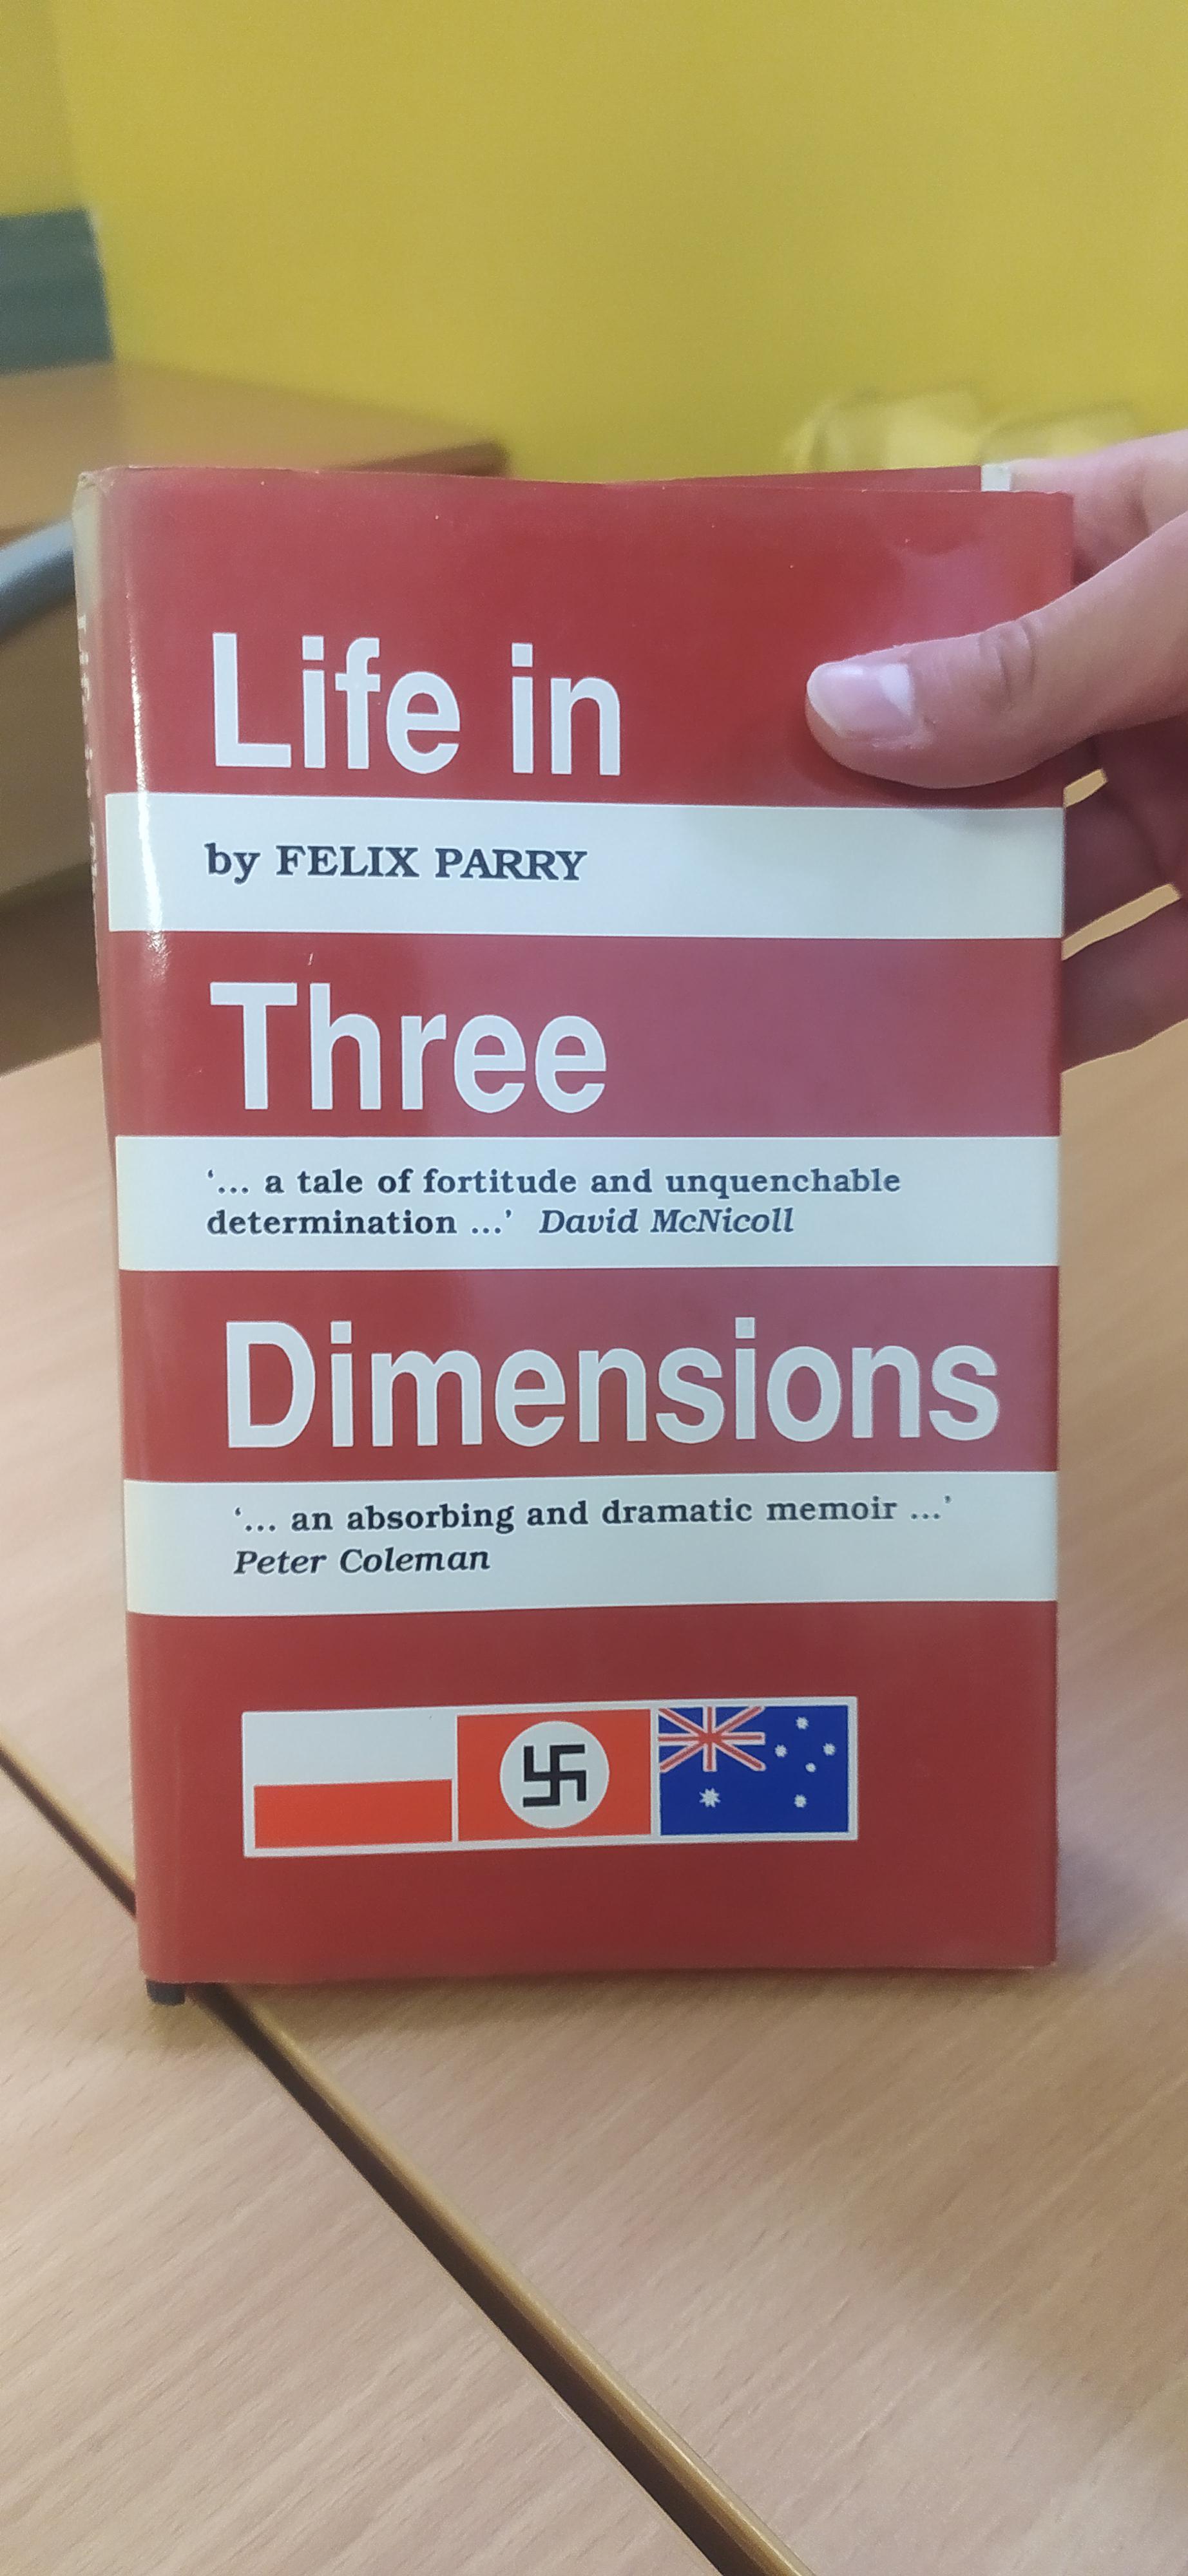 Life in
by FELIX PARRY
Three
‘... a tale of fortitude and unquenchable
determination ...’ David McNicoll
Dimensions
‘... an absorbing and dramatic memoir ...’
Peter Coleman